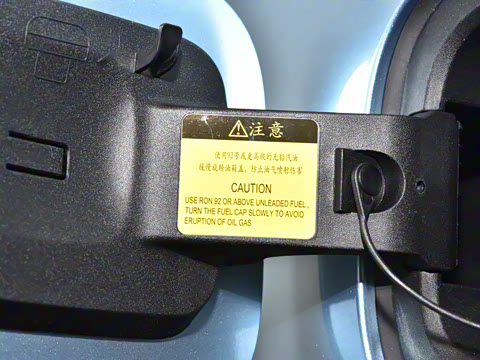 注意
使用92号或更高级的无铅汽油
缓慢旋转油箱盖，防止油气喷射伤害
CAUTION
USE RON 92 OR ABOVE UNLEADED FUEL,
TURN THE FUEL CAP SLOWLY TO AVOID
ERUPTION OF OIL GAS